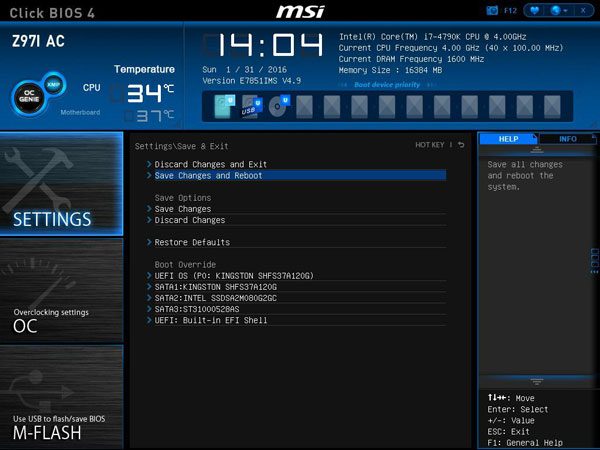 Click BIOS 4
msi
F12
X
Z97I AC
14:04
Intel(R) Core(TM) i7-4790K CPU @ 4.00GHz
Current CPU Frequency 4.00 GHz (40 x 100.00 MHz)
Current DRAM Frequency 1600 MHz
Memory Size : 16384 MB
Temperature
Sun 1 / 31 / 2016
Version E7851IMS V4.9
Boot device priority
OC
GENIE
XMP
CPU
34°C
Motherboard
37°C
U
USB
U
U
Settings\Save & Exit
HOT KEY
HELP
INFO
Discard Changes and Exit
Save Changes and Reboot
Save Options
Save Changes
Discard Changes
Restore Defaults
Boot Override
UEFI OS (P0: KINGSTON SHFS37A120G)
SATA1:KINGSTON SHFS37A120G
SATA2:INTEL SSDSA2M080G2GC
SATA3:ST31000528AS
UEFI: Built-in EFI Shell
Save all changes
and reboot the
system.
SETTINGS
Overclocking settings
OC
Use USB to flash/save BIOS
M-FLASH
↑↓→←: Move
Enter: Select
+/-: Value
ESC: Exit
F1: General Help